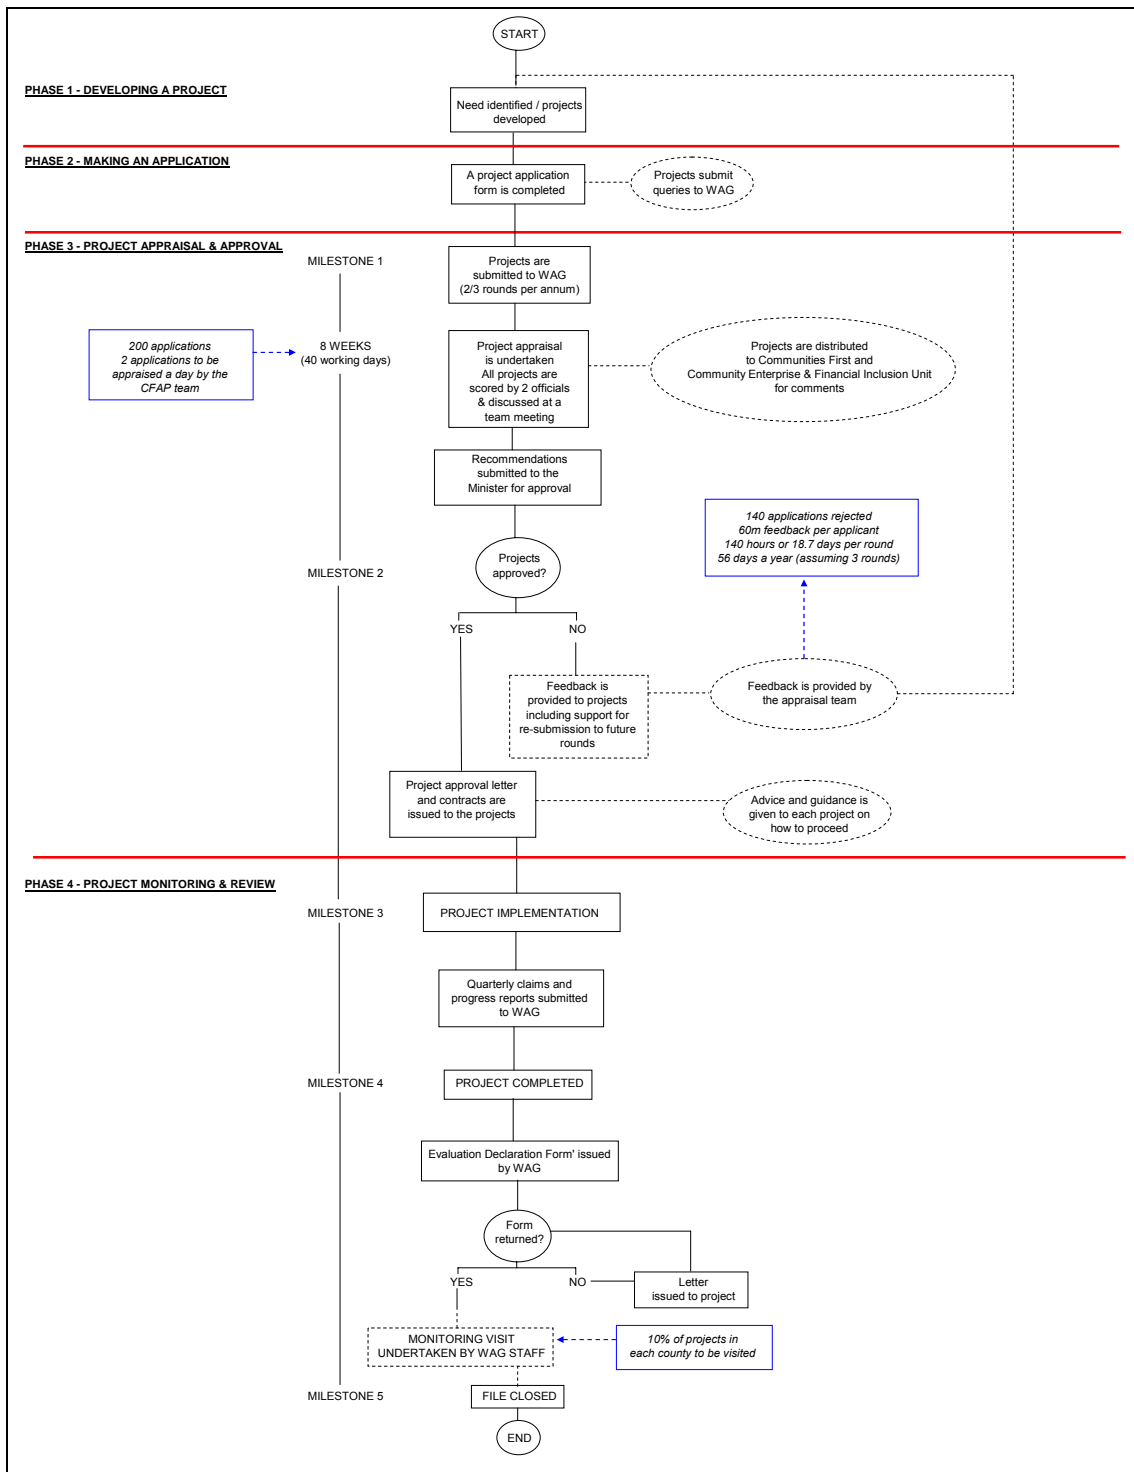 START
PHASE 1 - DEVELOPING A PROJECT
Need identified / projects
developed
PHASE 2 - MAKING AN APPLICATION
A project application
form is completed
Projects submit
queries to WAG
PHASE 3 - PROJECT APPRAISAL & APPROVAL
MILESTONE 1
Projects are
submitted to WAG
(2/3 rounds per annum)
200 applications
2 applications to be
appraised a day by the
CFAP team
8 WEEKS
(40 working days)
Project appraisal
is undertaken
All projects are
scored by 2 officials
& discussed at a
team meeting
Projects are distributed
to Communities First and
Community Enterprise & Financial Inclusion Unit
for comments
Recommendations
submitted to the
Minister for approval
140 applications rejected
60m feedback per applicant
140 hours or 18.7 days per round
56 days a year (assuming 3 rounds)
Projects
approved?
MILESTONE 2
YES
NO
Feedback is
provided to projects
including support for
re-submission to future
rounds
Feedback is provided by
the appraisal team
Project approval letter
and contracts are
issued to the projects
Advice and guidance is
given to each project on
how to proceed
PHASE 4 - PROJECT MONITORING & REVIEW
MILESTONE 3
PROJECT IMPLEMENTATION
Quarterly claims and
progress reports submitted
to WAG
MILESTONE 4
PROJECT COMPLETED
Evaluation Declaration Form' issued
by WAG
Form
returned?
YES
NO
Letter
issued to project
MONITORING VISIT
UNDERTAKEN BY WAG STAFF
10% of projects in
each county to be visited
MILESTONE 5
FILE CLOSED
END